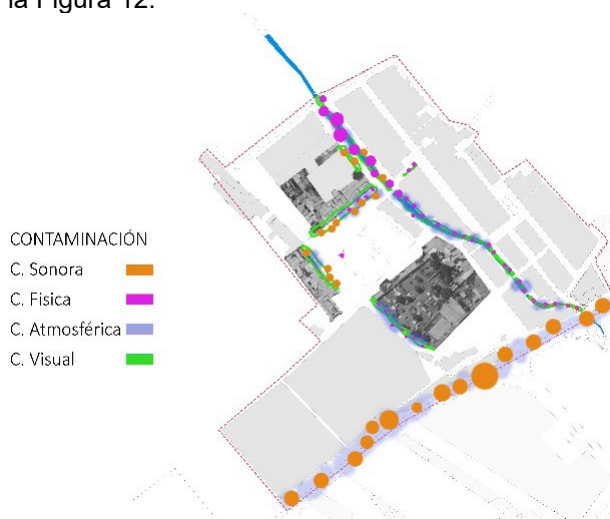 la Figura 12.
CONTAMINACIÓN
C. Sonora
C. Fisica
C. Atmosférica
C. Visual